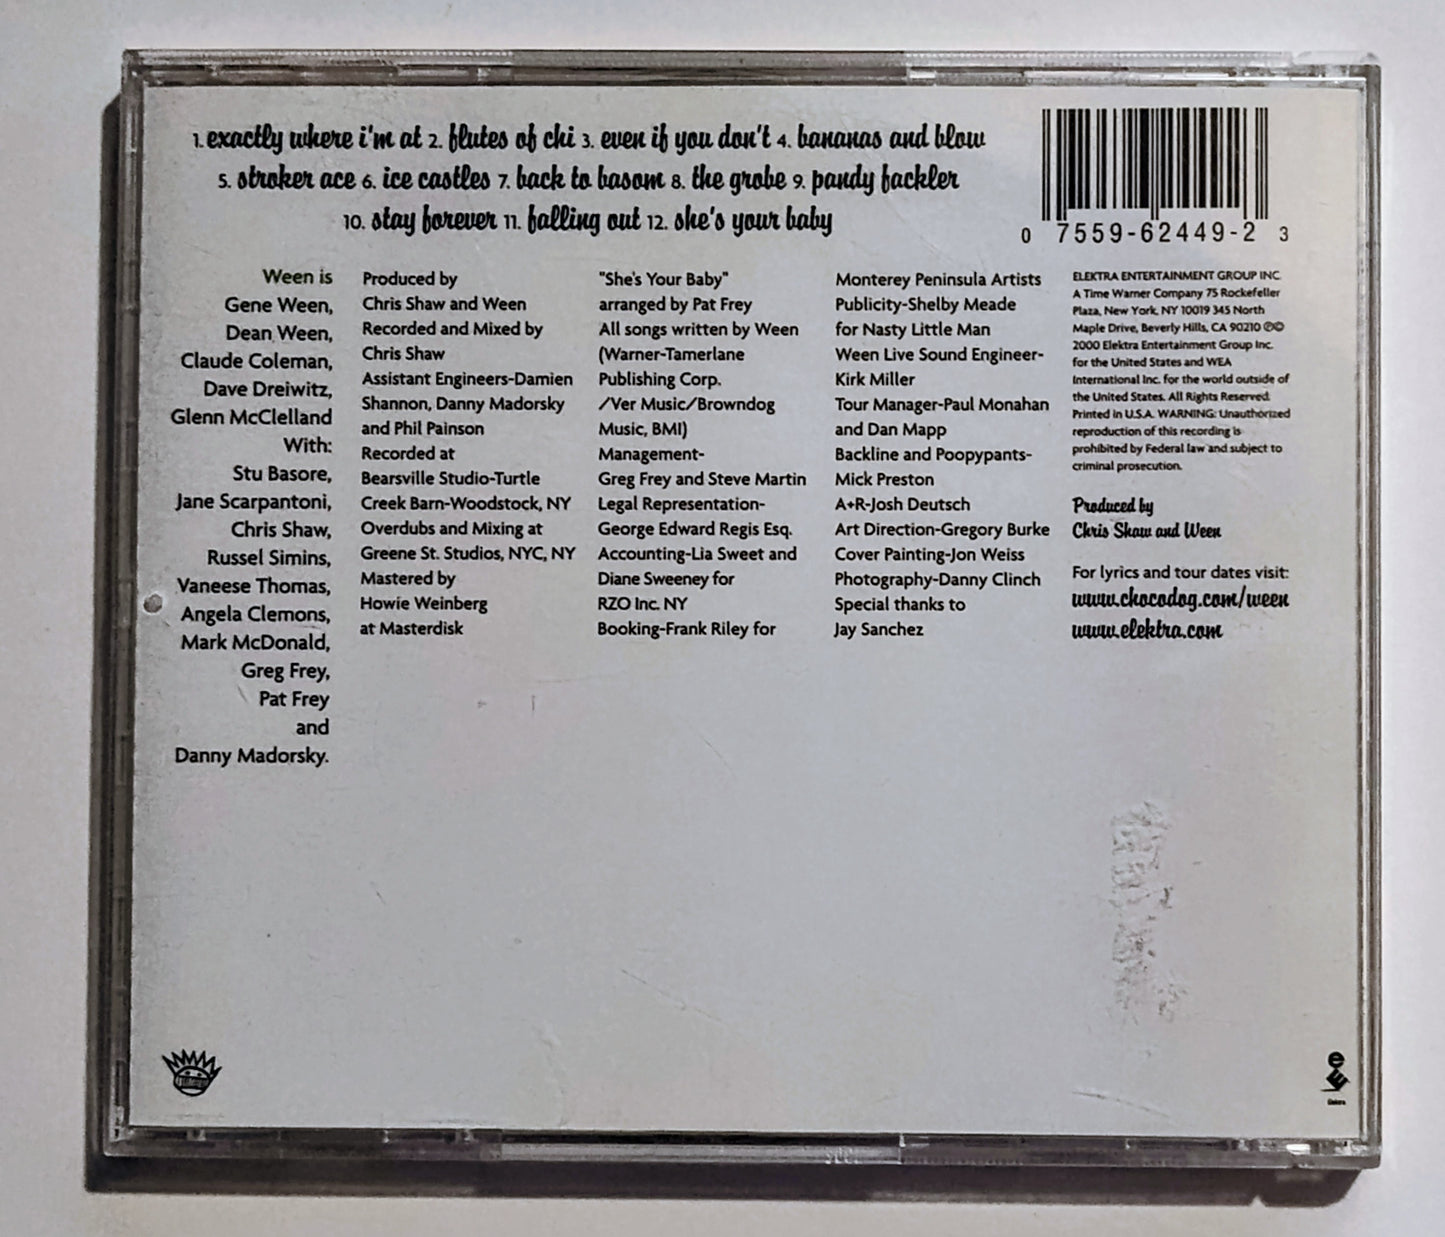 1. exactly where i'm at 2. flutes of chi 3. even if you don't 4. bananas and blow
5. stroker ace 6. ice castles 7. back to basom 8. the grobe 9. pandy fackler
10. stay forever 11. falling out 12. she's your baby
0 7559-62449-2 3
Ween is
Gene Ween,
Dean Ween,
Claude Coleman,
Dave Dreiwitz,
Glenn McClelland
With:
Stu Basore,
Jane Scarpantoni,
Chris Shaw,
Russel Simins,
Vaneese Thomas,
Angela Clemons,
Mark McDonald,
Greg Frey,
Pat Frey
and
Danny Madorsky.
Produced by
Chris Shaw and Ween
Recorded and Mixed by
Chris Shaw
Assistant Engineers-Damien
Shannon, Danny Madorsky
and Phil Painson
Recorded at
Bearsville Studio-Turtle
Creek Barn-Woodstock, NY
Overdubs and Mixing at
Greene St. Studios, NYC, NY
Mastered by
Howie Weinberg
at Masterdisk
"She's Your Baby"
arranged by Pat Frey
All songs written by Ween
(Warner-Tamerlane
Publishing Corp.
/Ver Music/Browndog
Music, BMI)
Management-
Greg Frey and Steve Martin
Legal Representation-
George Edward Regis Esq.
Accounting-Lia Sweet and
Diane Sweeney for
RZO Inc. NY
Booking-Frank Riley for
Monterey Peninsula Artists
Publicity-Shelby Meade
for Nasty Little Man
Ween Live Sound Engineer-
Kirk Miller
Tour Manager-Paul Monahan
and Dan Mapp
Backline and Poopypants-
Mick Preston
A+R-Josh Deutsch
Art Direction-Gregory Burke
Cover Painting-Jon Weiss
Photography-Danny Clinch
Special thanks to
Jay Sanchez
ELEKTRA ENTERTAINMENT GROUP INC.
A Time Warner Company 75 Rockefeller
Plaza, New York, NY 10019 345 North
Maple Drive, Beverly Hills, CA 90210 ℗©
2000 Elektra Entertainment Group Inc.
for the United States and WEA
International Inc. for the world outside of
the United States. All Rights Reserved.
Printed in U.S.A. WARNING: Unauthorized
reproduction of this recording is
prohibited by Federal law and subject to
criminal prosecution.
Produced by
Chris Shaw and Ween
For lyrics and tour dates visit:
www.chocodog.com/ween
www.elektra.com
Elektra